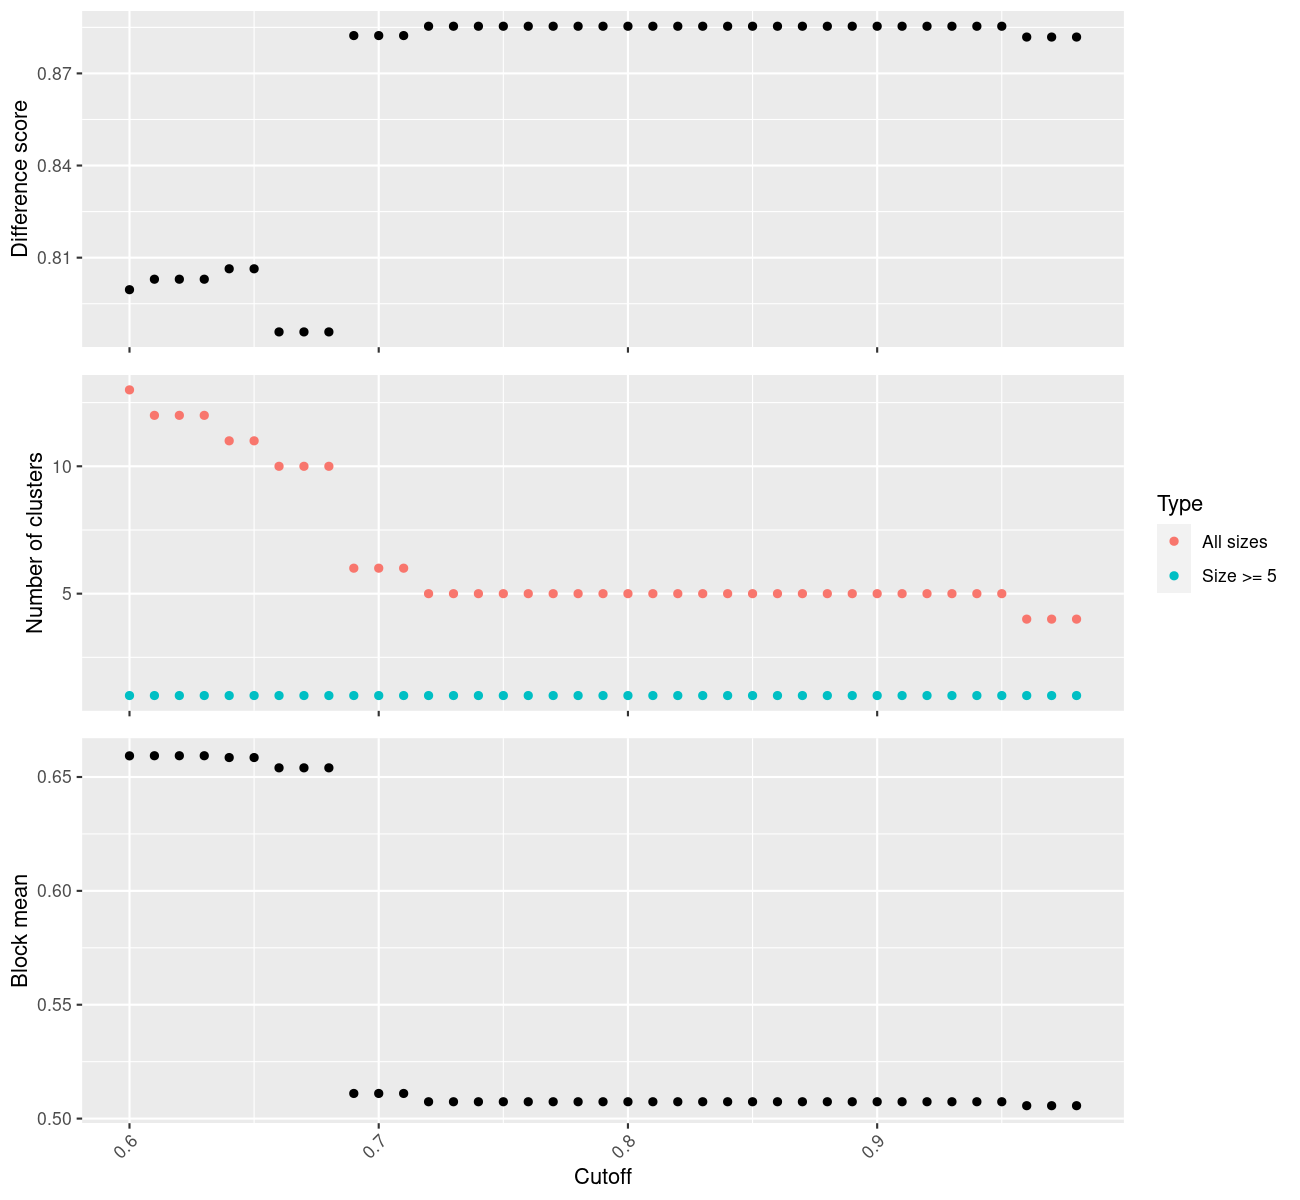 Difference score
0.87
0.84
0.81
Number of clusters
10
5
Type
All sizes
Size >= 5
Block mean
0.65
0.60
0.55
0.50
0.6
0.7
0.8
0.9
Cutoff